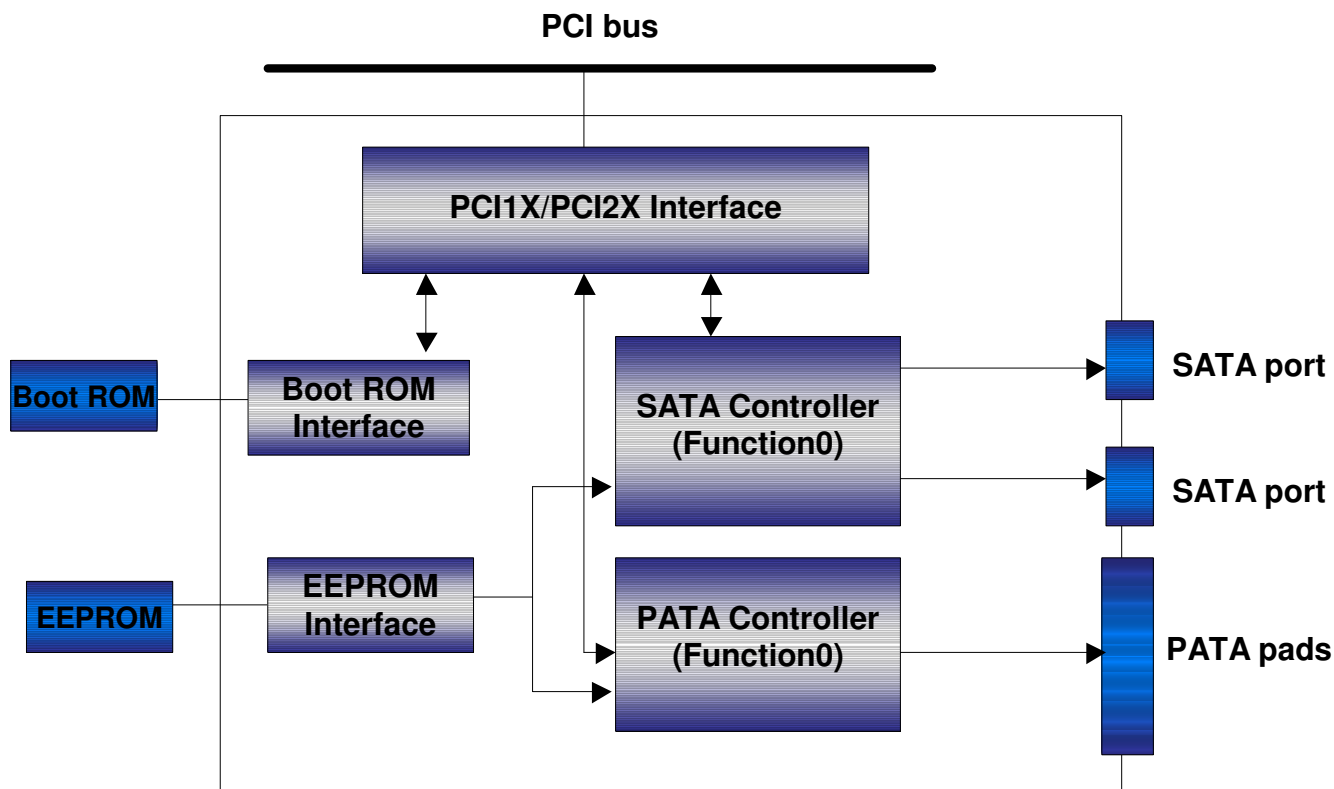 PCI bus
PCI1X/PCI2X Interface
Boot ROM
Boot ROM
Interface
SATA Controller
(Function0)
SATA port
SATA port
EEPROM
EEPROM
Interface
PATA Controller
(Function0)
PATA pads